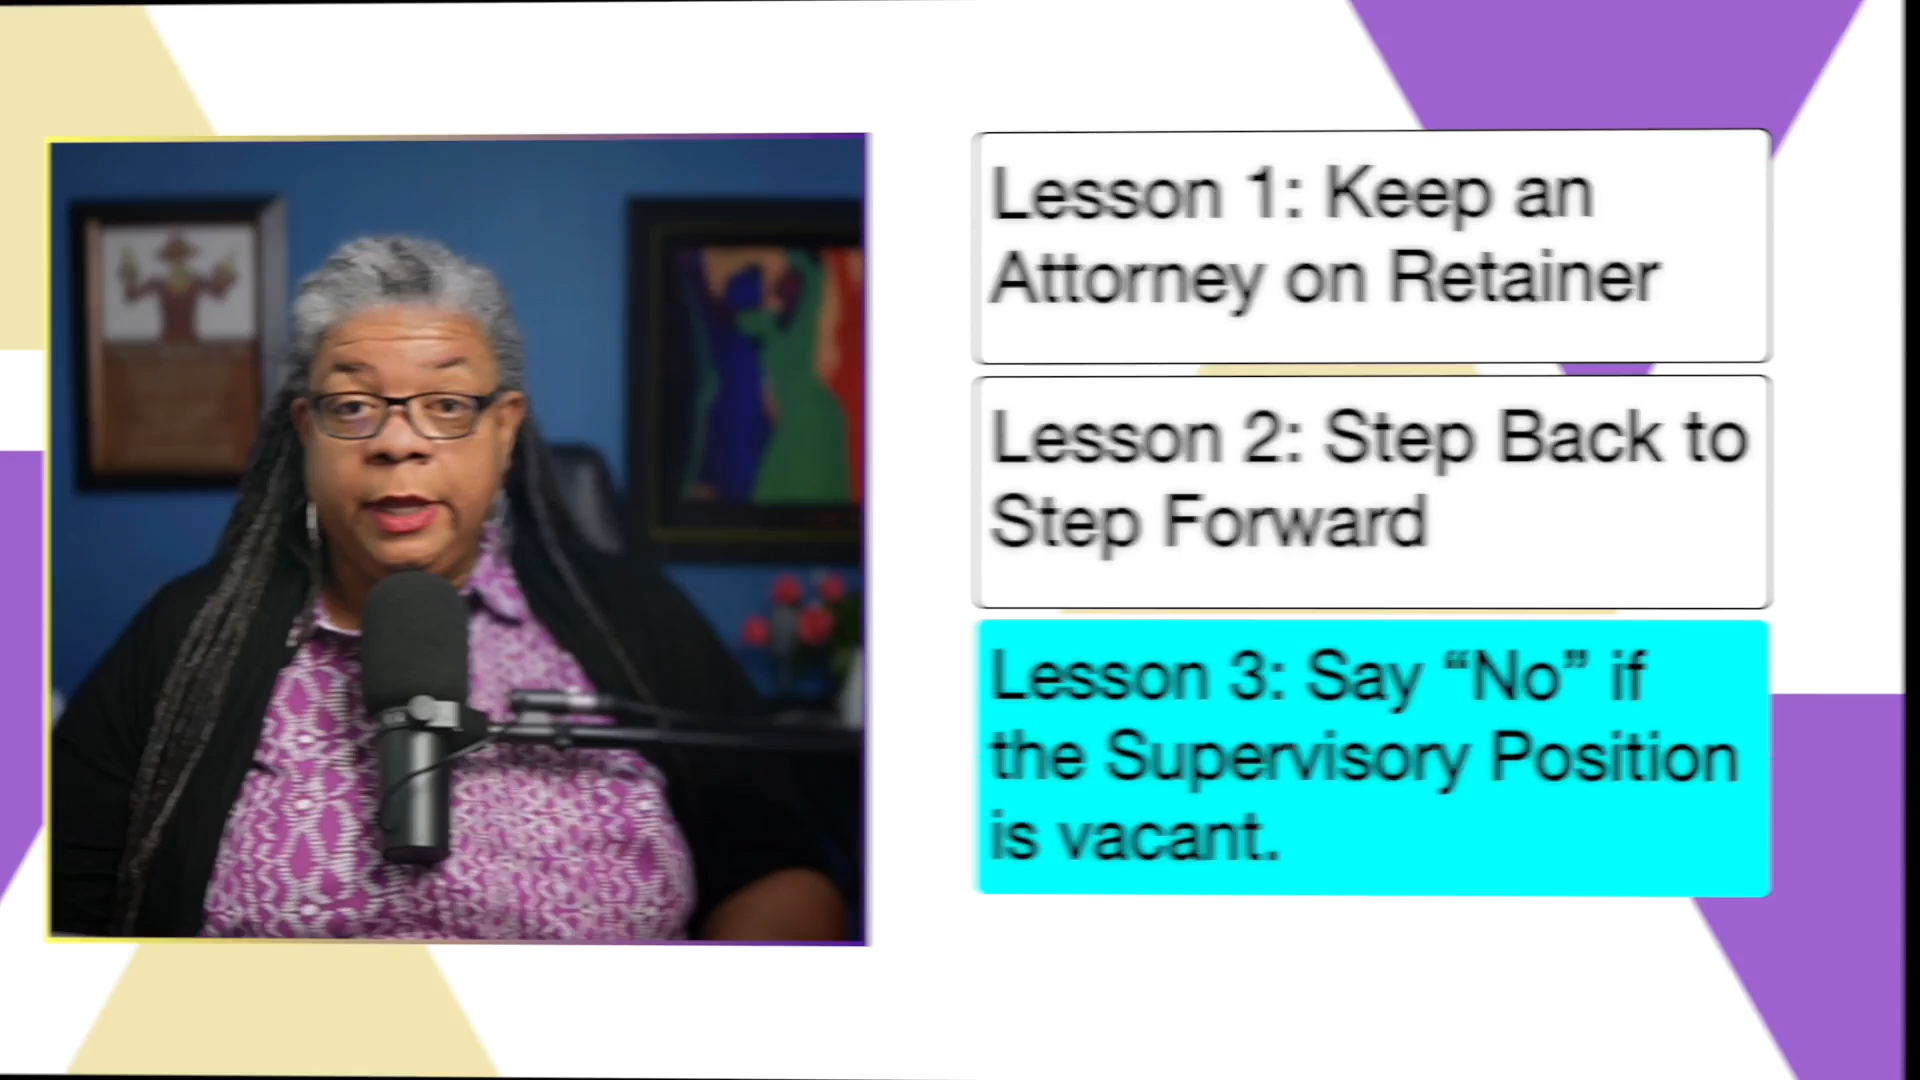 Lesson 1: Keep an
Attorney on Retainer
Lesson 2: Step Back to
Step Forward
Lesson 3: Say “No” if
the Supervisory Position
is vacant.